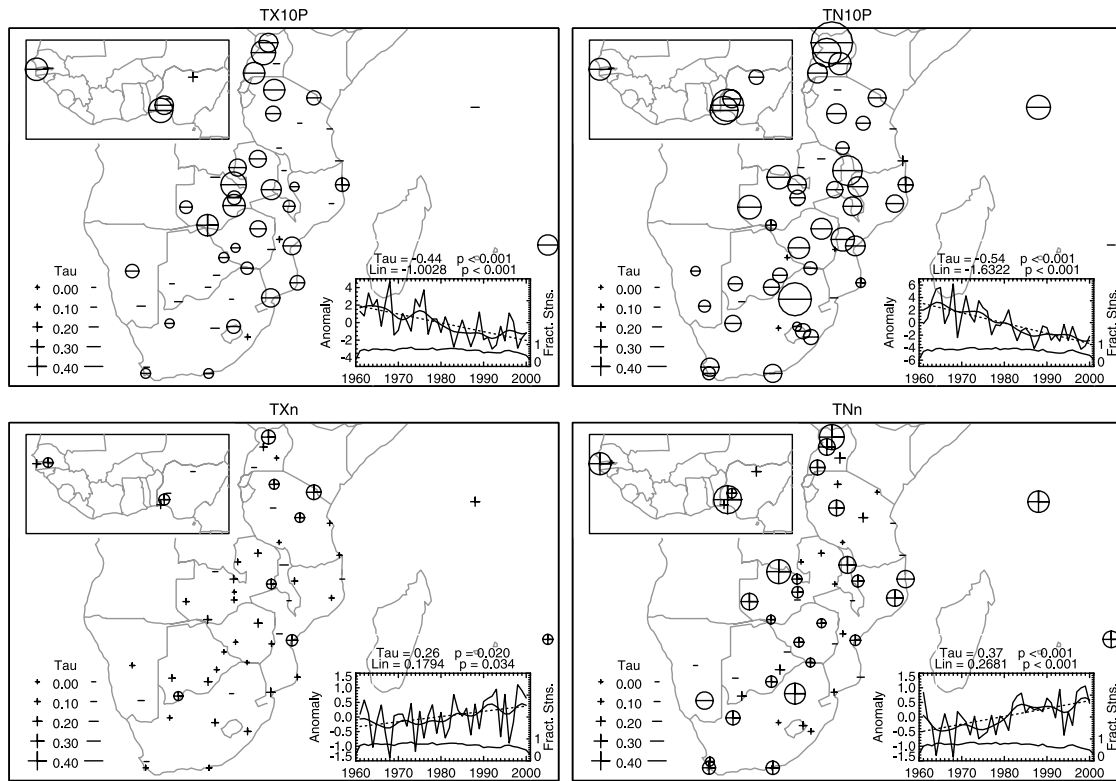 TX10P
Tau = -0.44 p <0.001
Lin = -1.0028 p < 0.001
Tau
0.00
0.10
0.20
0.30
0.40
Anomaly
4
2
0
-2
-4
1
0
Fract. Stns.
1960 1970 1980 1990 2000
TN10P
Tau = -0.54 p <0.001
Lin = -1.6322 p < 0.001
Tau
0.00
0.10
0.20
0.30
0.40
Anomaly
6
4
2
0
-2
-4
-6
1
0
Fract. Stns.
1960 1970 1980 1990 2000
TXn
Tau = 0.26 p = 0.020
Lin = 0.1794 p = 0.034
Tau
0.00
0.10
0.20
0.30
0.40
Anomaly
1.5
1.0
0.5
0.0
-0.5
-1.0
-1.5
1
0
Fract. Stns.
1960 1970 1980 1990 2000
TNn
Tau = 0.37 p <0.001
Lin = 0.2681 p < 0.001
Tau
0.00
0.10
0.20
0.30
0.40
Anomaly
1.5
1.0
0.5
0.0
-0.5
-1.0
-1.5
1
0
Fract. Stns.
1960 1970 1980 1990 2000